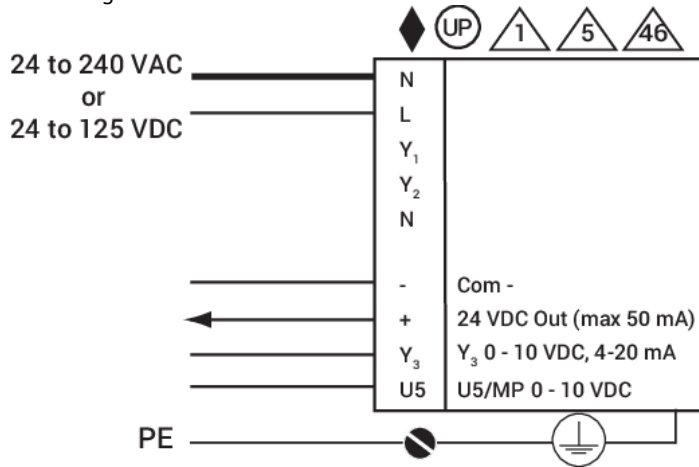 UP 1 5 46
24 to 240 VAC
or
24 to 125 VDC
N
L
Y₁
Y₂
N
- Com -
+ 24 VDC Out (max 50 mA)
Y₃ Y₃ 0 - 10 VDC, 4-20 mA
U5 U5/MP 0 - 10 VDC
PE